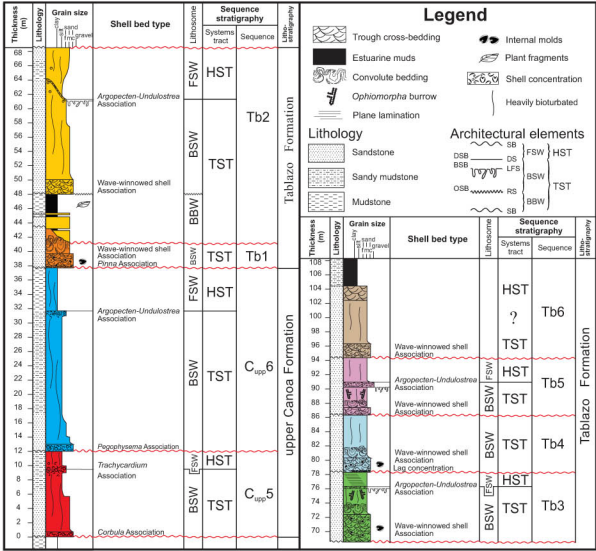 Thickness (m)
Lithology
Grain size
clay
silt
sand
f m c
gravel
Shell bed type
Lithosome
Sequence stratigraphy
Systems tract
Sequence
Litho-stratigraphy
68
66
64
62
60
58
56
54
52
50
48
46
44
42
40
38
36
34
32
30
28
26
24
22
20
18
16
14
12
10
8
6
4
2
0
Argopecten-Undulostrea
Association
Wave-winnowed shell
Association
Wave-winnowed shell
Association
Pinna Association
Argopecten-Undulostrea
Association
Pegophysema Association
Trachycardium
Association
Corbula Association
FSW
BSW
BBW
BSW
FSW
BSW
FSW
BSW
HST
TST
TST
HST
TST
HST
TST
Tb2
Tb1
Cupp6
Cupp5
Tablazo Formation
upper Canoa Formation
Legend
Trough cross-bedding
Estuarine muds
Convolute bedding
Ophiomorpha burrow
Plane lamination
Internal molds
Plant fragments
Shell concentration
Heavily bioturbated
Lithology
Sandstone
Sandy mudstone
Mudstone
Architectural elements
SB
DSB
DS
BSB
LFS
OSB
RS
SB
FSW
BSW
BBW
HST
TST
Thickness (m)
Lithology
Grain size
clay
silt
sand
f m c
gravel
Shell bed type
Lithosome
Sequence stratigraphy
Systems tract
Sequence
Litho-stratigraphy
108
106
104
102
100
98
96
94
92
90
88
86
84
82
80
78
76
74
72
70
Wave-winnowed shell
Association
Argopecten-Undulostrea
Association
Wave-winnowed shell
Association
Wave-winnowed shell
Association
Lag concentration
Argopecten-Undulostrea
Association
Wave-winnowed shell
Association
FSW
BSW
BSW
FSW
BSW
HST
?
TST
HST
TST
TST
HST
TST
Tb6
Tb5
Tb4
Tb3
Tablazo Formation